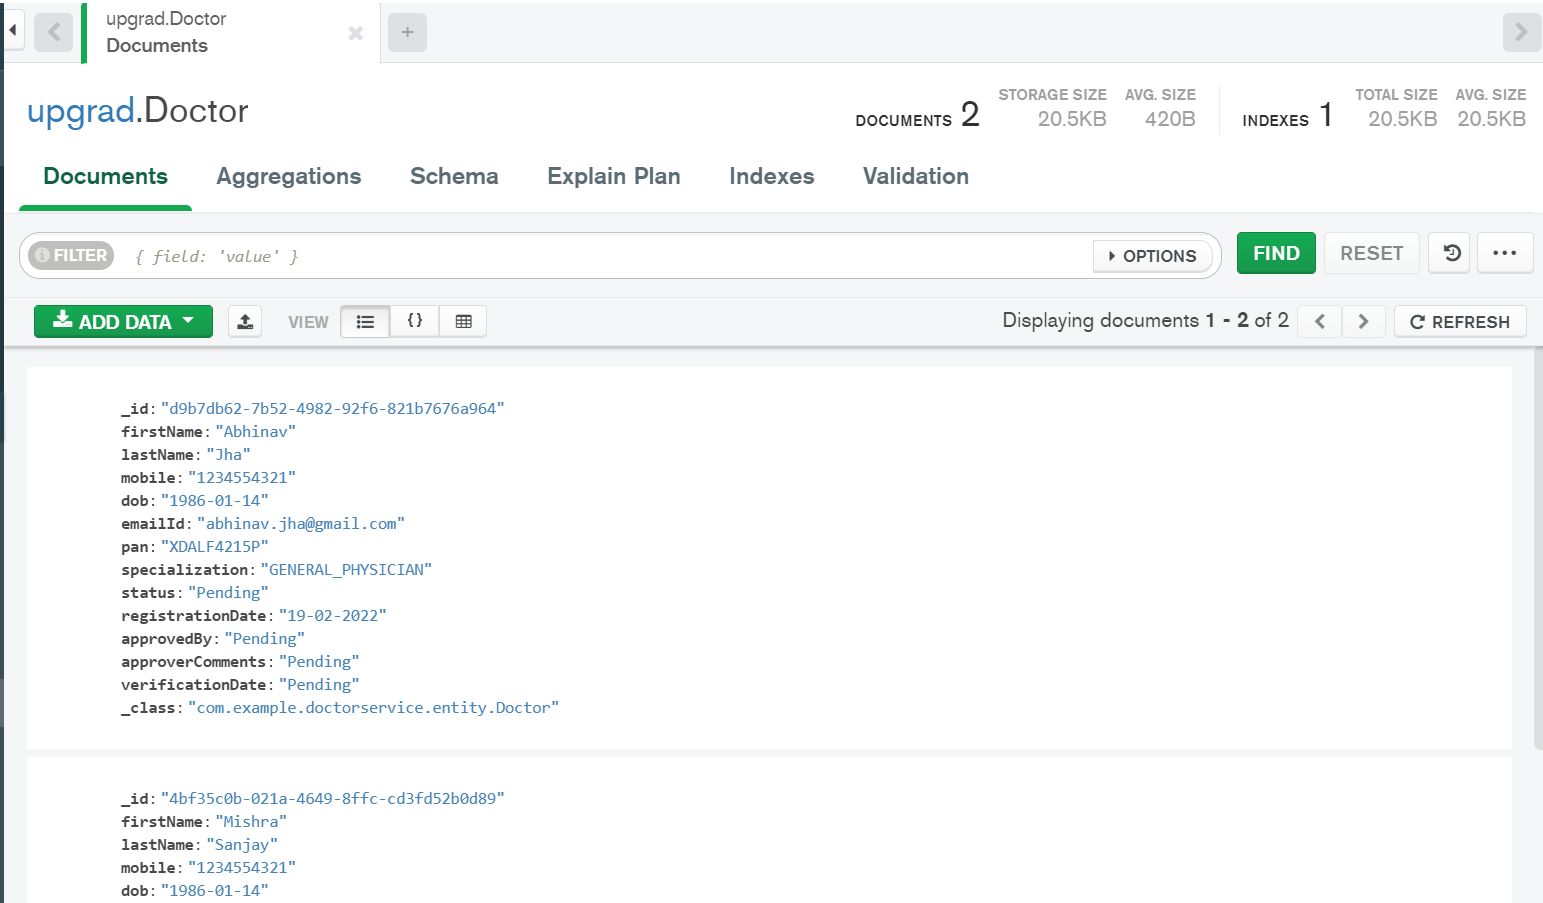 upgrad.Doctor
Documents
upgrad.Doctor
DOCUMENTS 2
STORAGE SIZE
20.5KB
AVG. SIZE
420B
INDEXES 1
TOTAL SIZE
20.5KB
AVG. SIZE
20.5KB
Documents Aggregations Schema Explain Plan Indexes Validation
FILTER { field: 'value' } OPTIONS FIND RESET ...
ADD DATA VIEW {} Displaying documents 1 - 2 of 2 REFRESH
_id: "d9b7db62-7b52-4982-92f6-821b7676a964"
firstName: "Abhinav"
lastName: "Jha"
mobile: "1234554321"
dob: "1986-01-14"
emailId: "abhinav.jha@gmail.com"
pan: "XDALF4215P"
specialization: "GENERAL_PHYSICIAN"
status: "Pending"
registrationDate: "19-02-2022"
approvedBy: "Pending"
approverComments: "Pending"
verificationDate: "Pending"
_class: "com.example.doctorservice.entity.Doctor"
_id: "4bf35c0b-021a-4649-8ffc-cd3fd52b0d89"
firstName: "Mishra"
lastName: "Sanjay"
mobile: "1234554321"
dob: "1986-01-14"